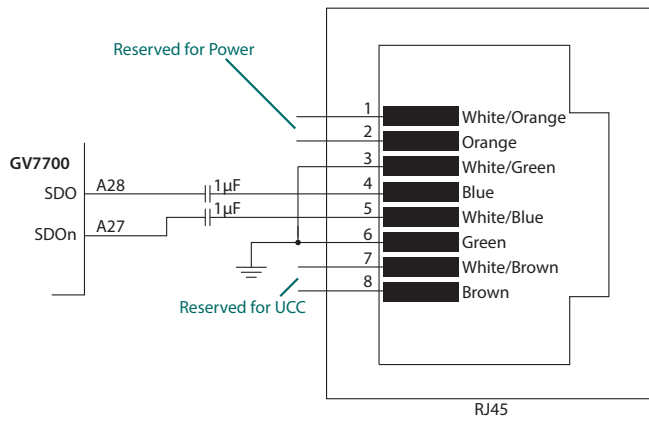 Reserved for Power
1 White/Orange
2 Orange
GV7700
3 White/Green
SDO A28 1μF 4 Blue
1μF 5 White/Blue
SDOn A27
6 Green
7 White/Brown
8 Brown
Reserved for UCC
RJ45